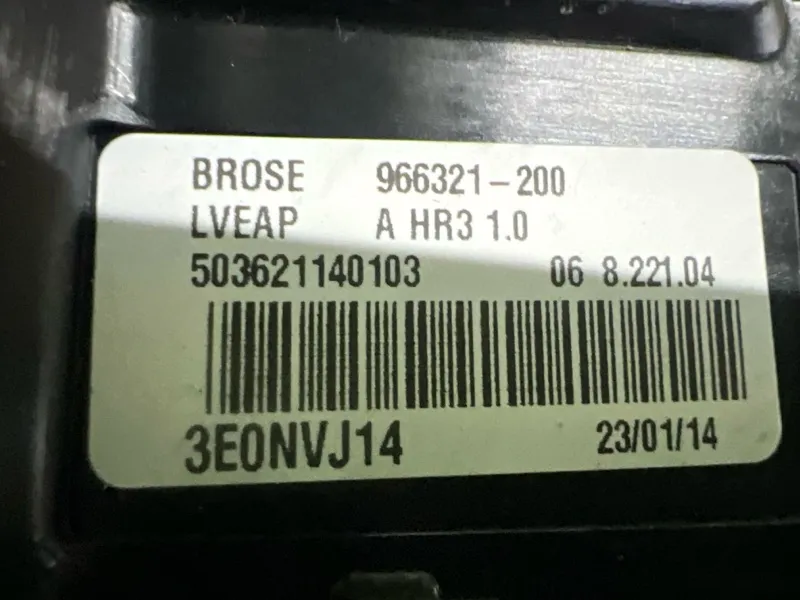 BROSE 966321-200
LVEAP A HR3 1.0
503621140103 06 8.221.04
3E0NVJ14 23/01/14